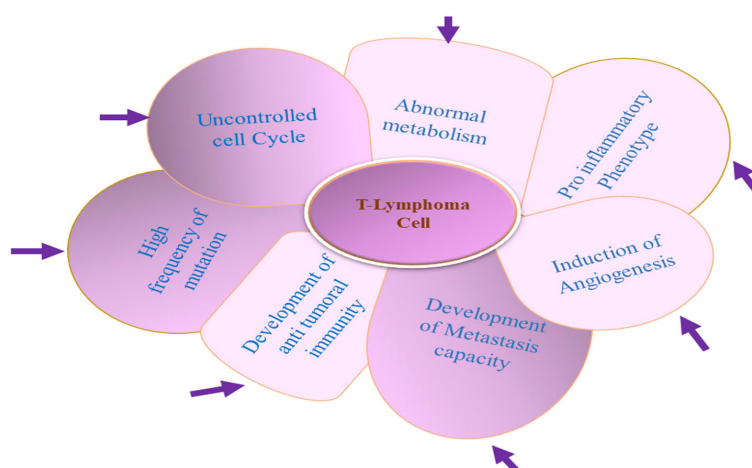 Uncontrolled
cell Cycle
Abnormal
metabolism
Pro inflammatory
Phenotype
T-Lymphoma
Cell
High
frequency of
mutation
Development of
anti tumoral
immunity
Development
of Metastasis
capacity
Induction of
Angiogenesis